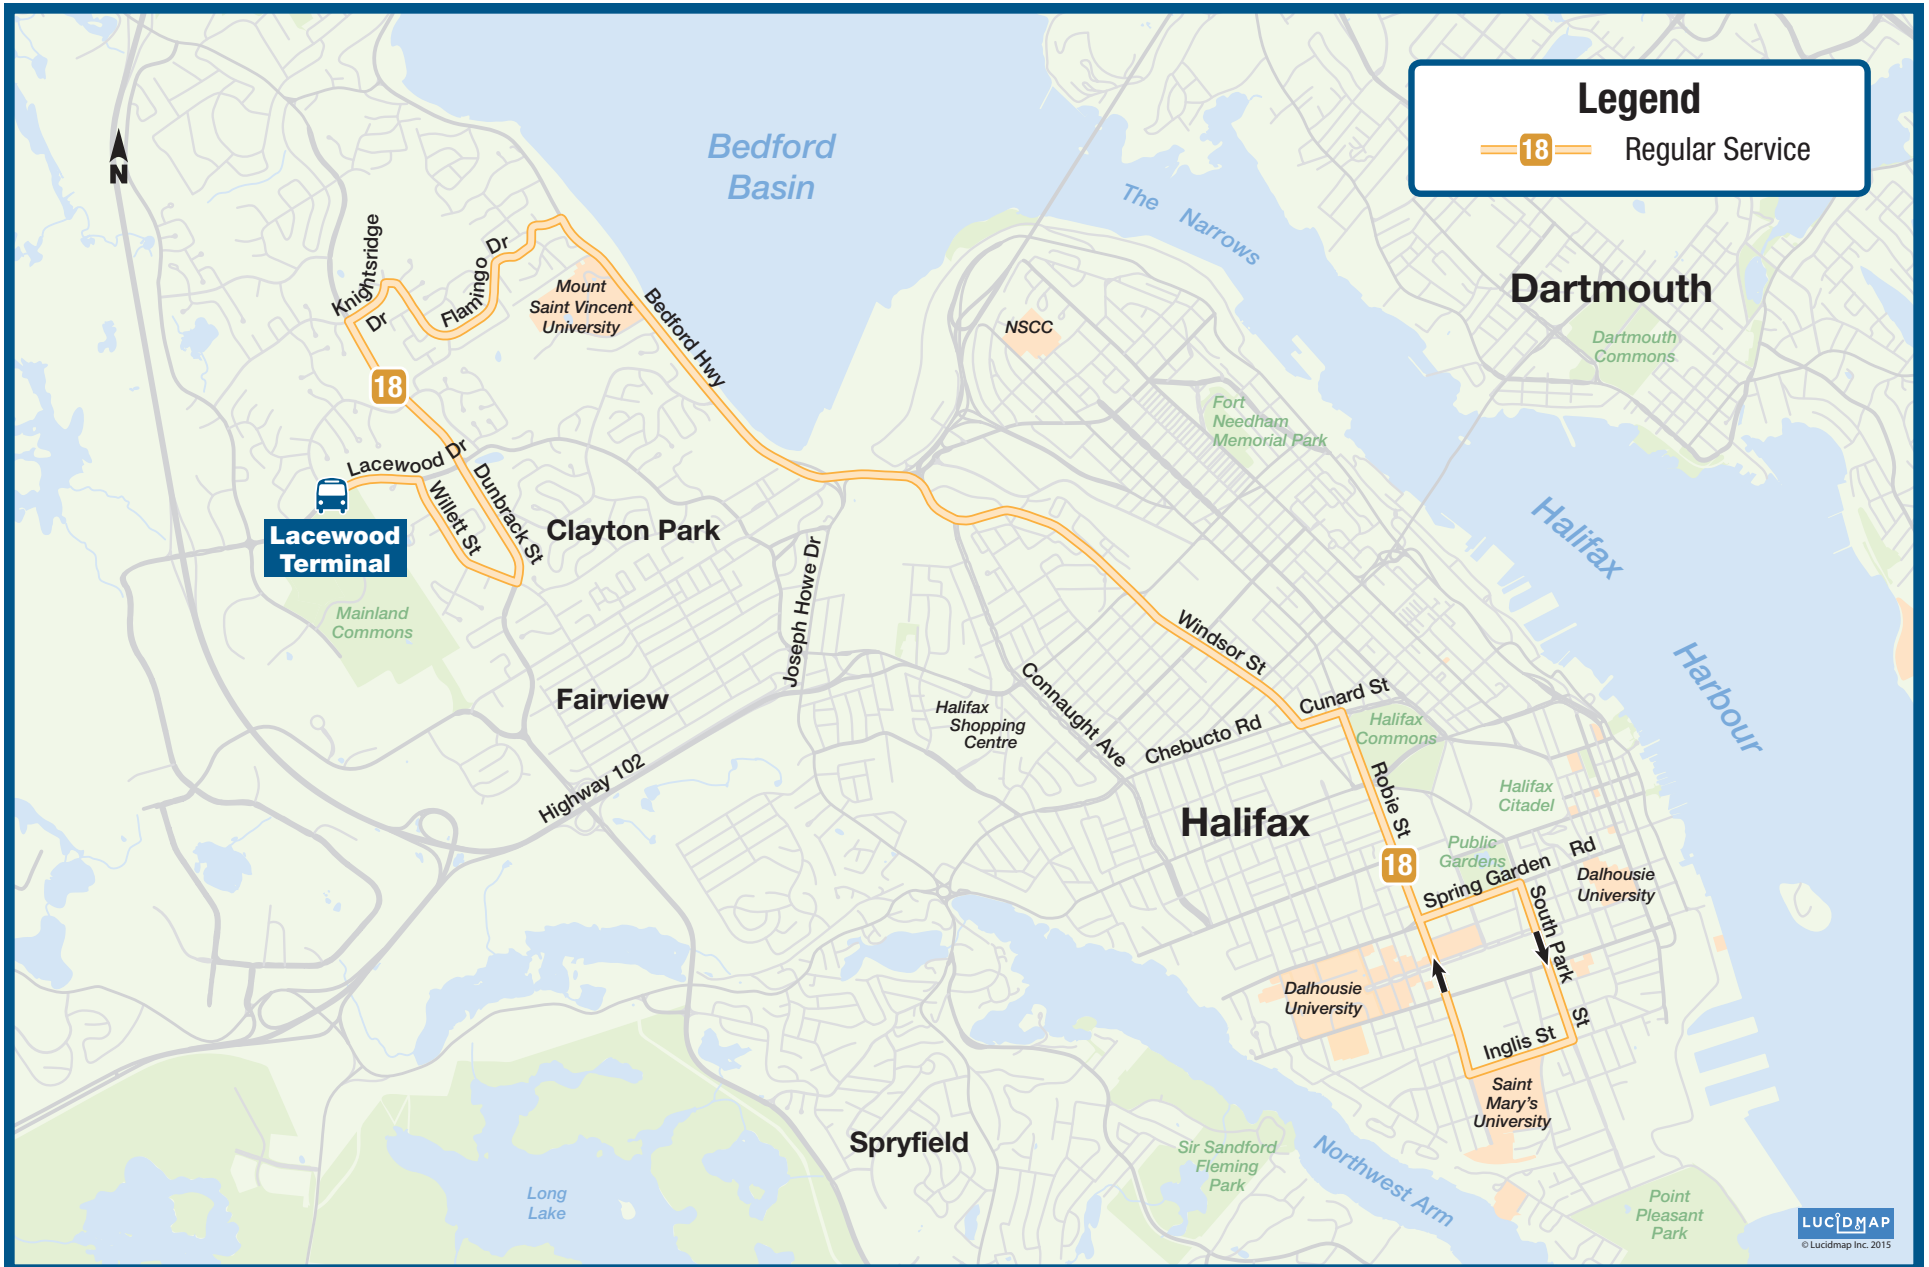 Legend
18
Regular Service
N
Bedford
Basin
The Narrows
Knightsridge
Dr
Flamingo Dr
Mount
Saint Vincent
University
Bedford Hwy
NSCC
Dartmouth
Dartmouth
Commons
18
Fort
Needham
Memorial Park
Lacewood Dr
Willett St
Dunbrack St
Lacewood
Terminal
Clayton Park
Joseph Howe Dr
Halifax
Harbour
Mainland
Commons
Windsor St
Fairview
Halifax
Shopping
Centre
Connaught Ave
Chebucto Rd
Cunard St
Halifax
Commons
Highway 102
Robie St
Halifax
Citadel
Halifax
Public
Gardens
18
Spring Garden Rd
Dalhousie
University
South Park St
Dalhousie
University
Inglis St
Saint
Mary's
University
Spryfield
Sir Sandford
Fleming
Park
Northwest Arm
Long
Lake
Point
Pleasant
Park
LUCIDMAP
© Lucidmap Inc. 2015